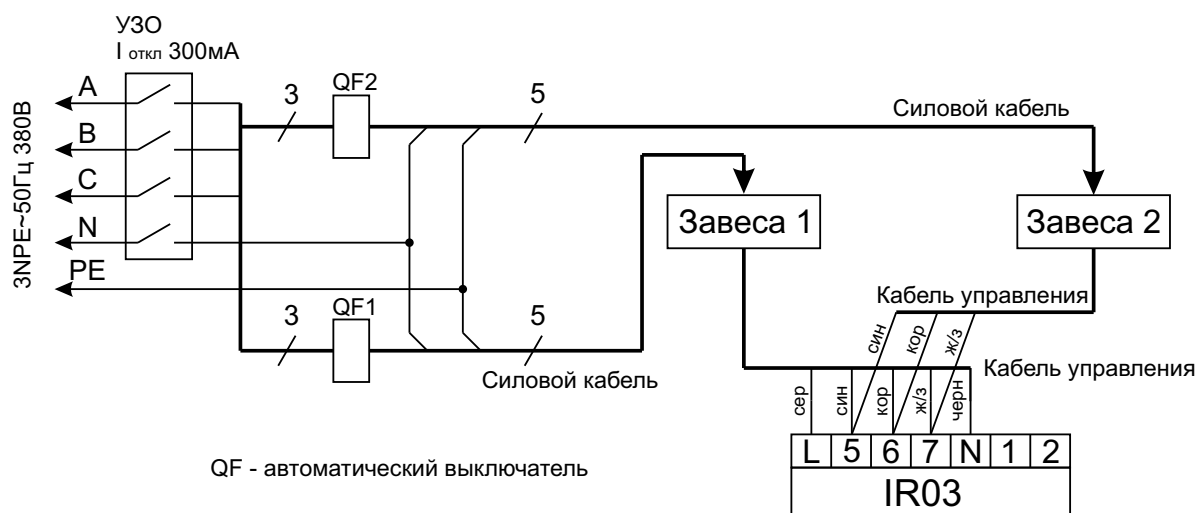 УЗО
I откл 300мА
3NPE~50Гц 380В
A
B
C
N
PE
3
QF2
5
Силовой кабель
Завеса 1
Завеса 2
3
QF1
5
Силовой кабель
Кабель управления
син
кор
ж/з
Кабель управления
сер
син
кор
ж/з
черн
L 5 6 7 N 1 2
IR03
QF - автоматический выключатель